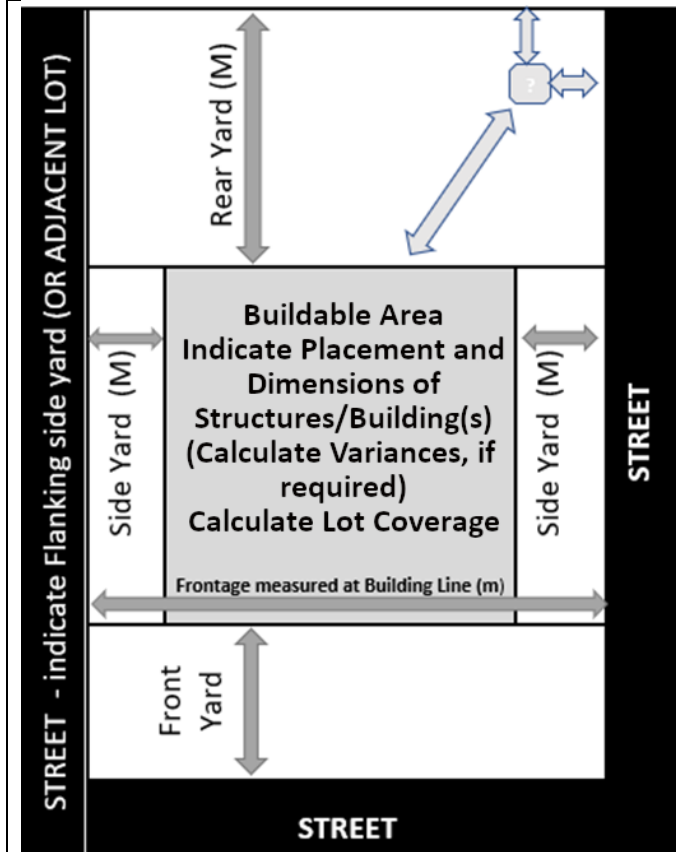 STREET - indicate Flanking side yard (OR ADJACENT LOT)
Rear Yard (M)
?
Buildable Area
Indicate Placement and
Dimensions of
Structures/Building(s)
(Calculate Variances, if
required)
Calculate Lot Coverage
Side Yard (M)
Side Yard (M)
STREET
Frontage measured at Building Line (m)
Front
Yard
STREET